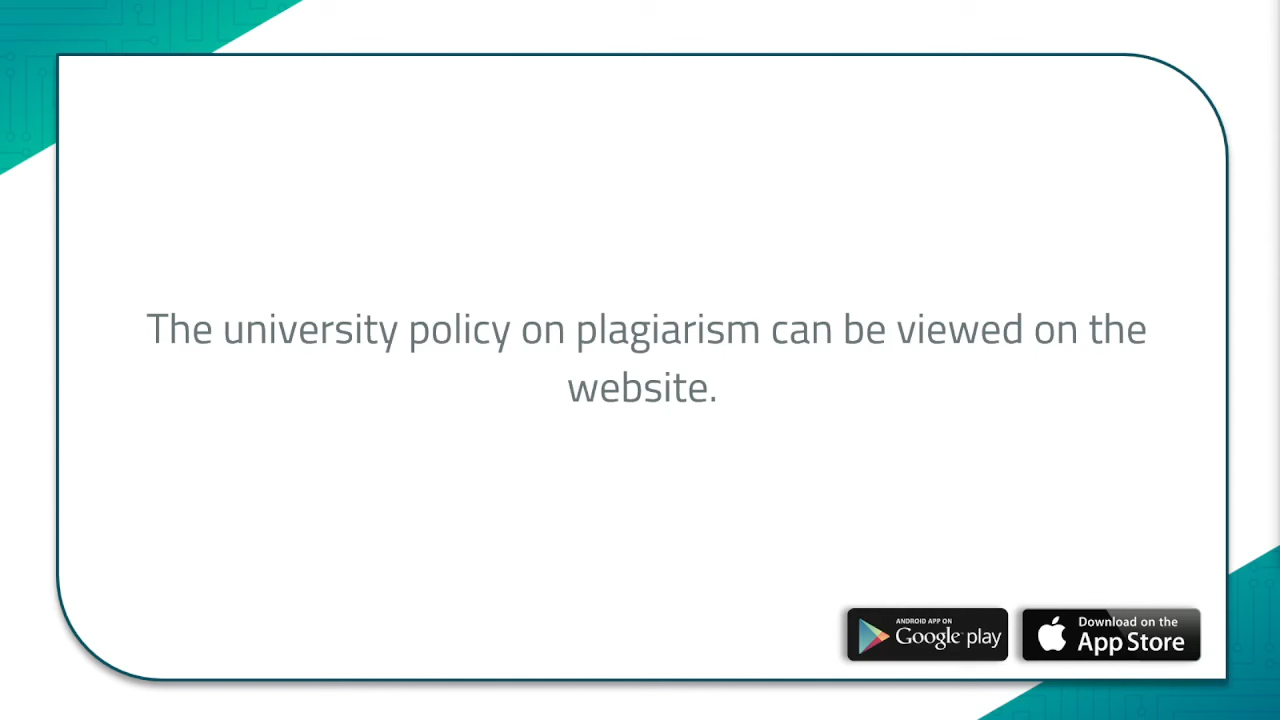 The university policy on plagiarism can be viewed on the
website.
ANDROID APP ON
Google play
Download on the
App Store